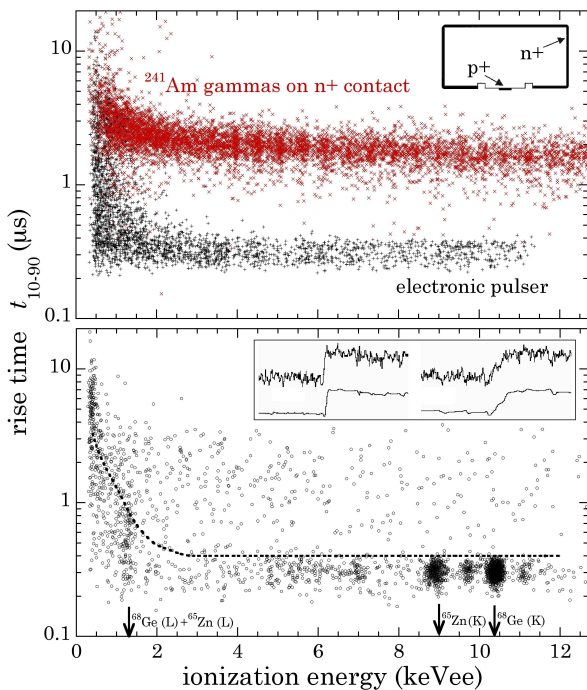 10
1
0.1
10
1
0.1
0 2 4 6 8 10 12
rise time t10-90 (µs)
ionization energy (keVee)
241Am gammas on n+ contact
n+
p+
electronic pulser
68Ge (L) + 65Zn (L)
65Zn(K)
68Ge (K)